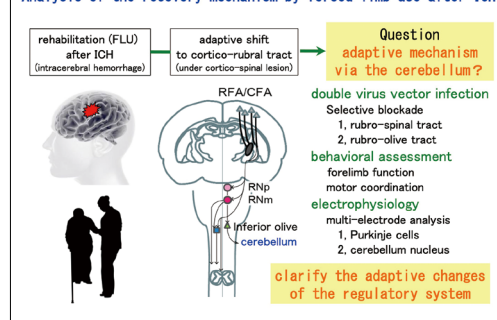 rehabilitation (FLU)
after ICH
(intracerebral hemorrhage)
adaptive shift
to cortico-rubral tract
(under cortico-spinal lesion)
Question
adaptive mechanism
via the cerebellum?
RFA/CFA
double virus vector infection
Selective blockade
1, rubro-spinal tract
2, rubro-olive tract
RNp
RNm
Inferior olive
cerebellum
behavioral assessment
forelimb function
motor coordination
electrophysiology
multi-electrode analysis
1, Purkinje cells
2, cerebellum nucleus
clarify the adaptive changes
of the regulatory system